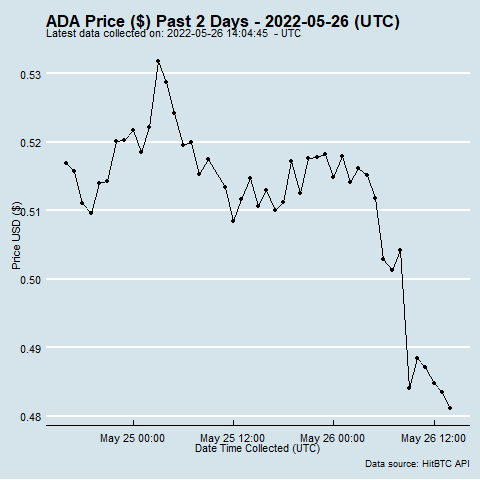 ADA Price ($) Past 2 Days - 2022-05-26 (UTC)
Latest data collected on: 2022-05-26 14:04:45  - UTC
0.53
0.52
0.51
0.50
0.49
0.48
Price USD ($)
May 25 00:00 May 25 12:00 May 26 00:00 May 26 12:00
Date Time Collected (UTC)
Data source: HitBTC API